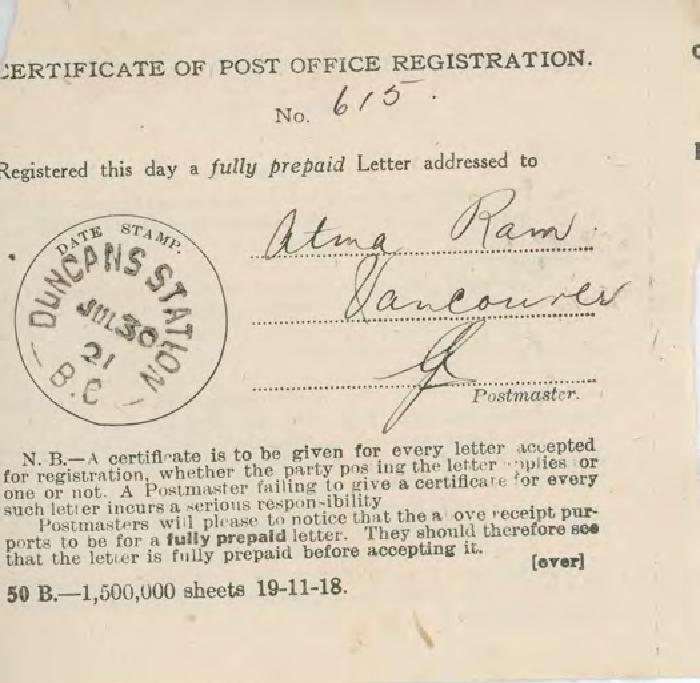 CERTIFICATE OF POST OFFICE REGISTRATION.
No. 615.
Registered this day a fully prepaid Letter addressed to
Atma Ram
Vancouver
Postmaster.
DATE STAMP.
DUNCANS STATION
JUL 30
21
B.C
N. B.—A certificate is to be given for every letter accepted
for registration, whether the party posing the letter applies or
one or not. A Postmaster failing to give a certificate for every
such letter incurs a serious responsibility
Postmasters will please to notice that the above receipt pur-
ports to be for a fully prepaid letter. They should therefore see
that the letter is fully prepaid before accepting it.
[over]
50 B.—1,500,000 sheets 19-11-18.